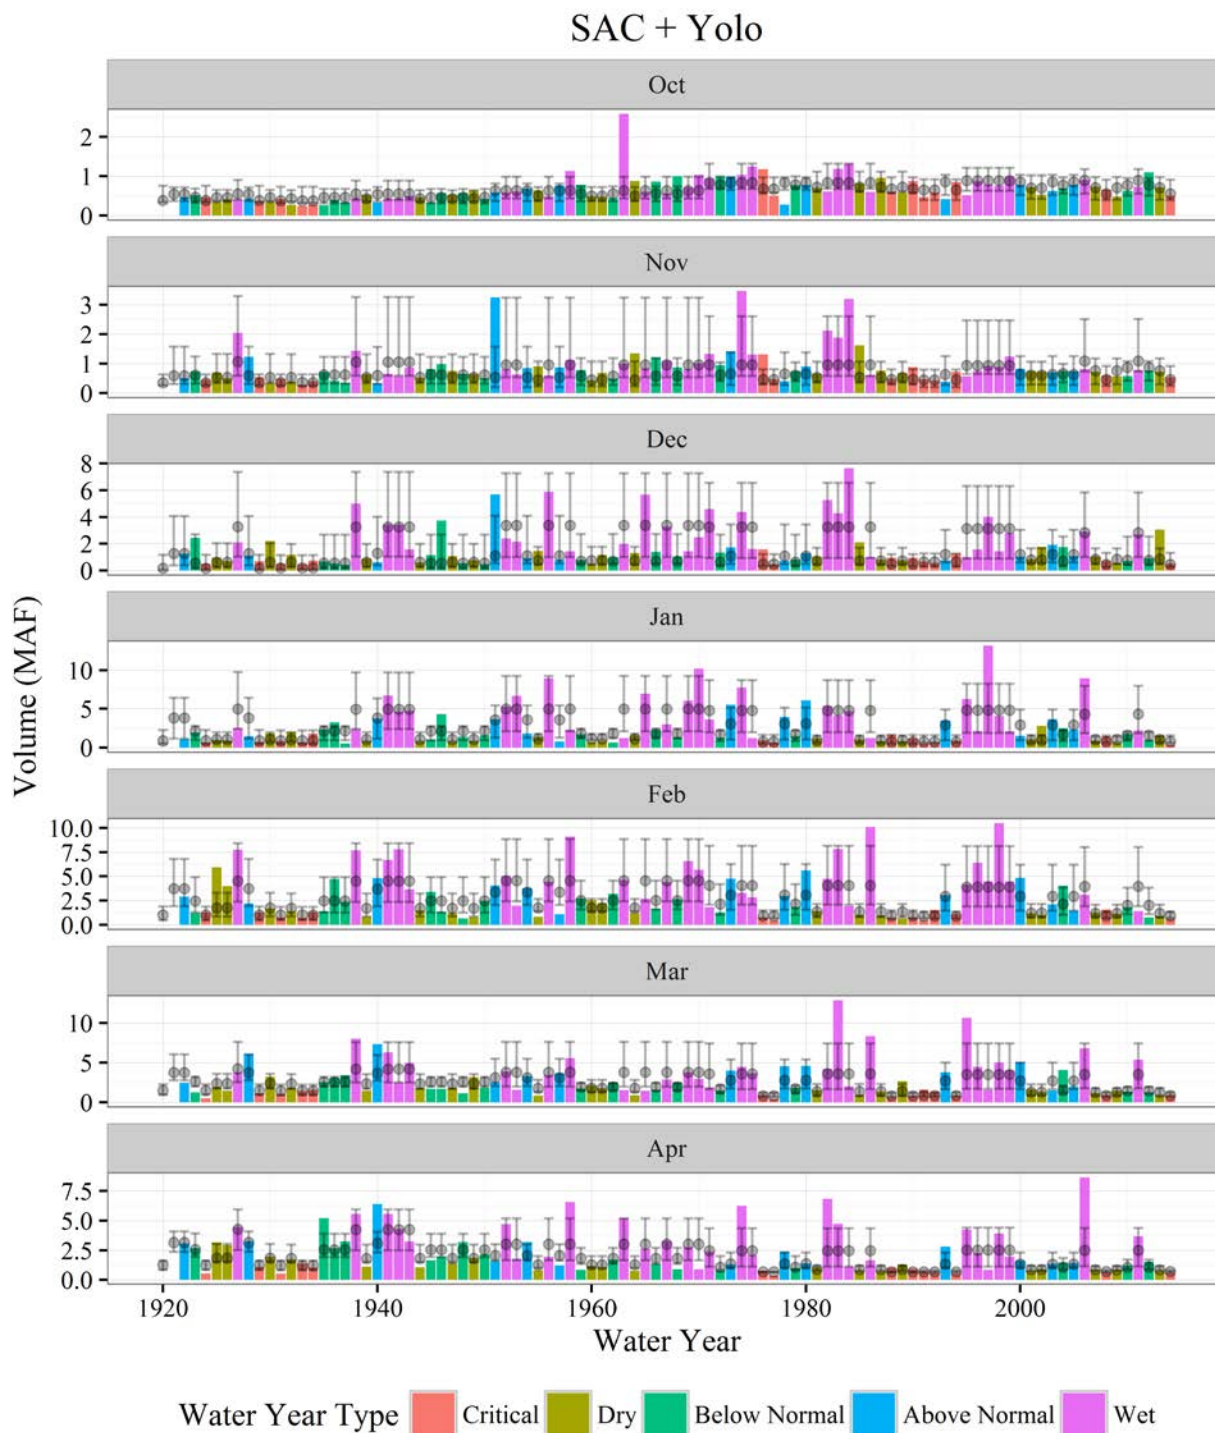 SAC + Yolo
Oct
2
1
0
Nov
3
2
1
0
Dec
8
6
4
2
0
Jan
10
5
0
Feb
10.0
7.5
5.0
2.5
0.0
Mar
10
5
0
Apr
7.5
5.0
2.5
0.0
Volume (MAF)
1920 1940 1960 1980 2000
Water Year
Water Year Type Critical Dry Below Normal Above Normal Wet